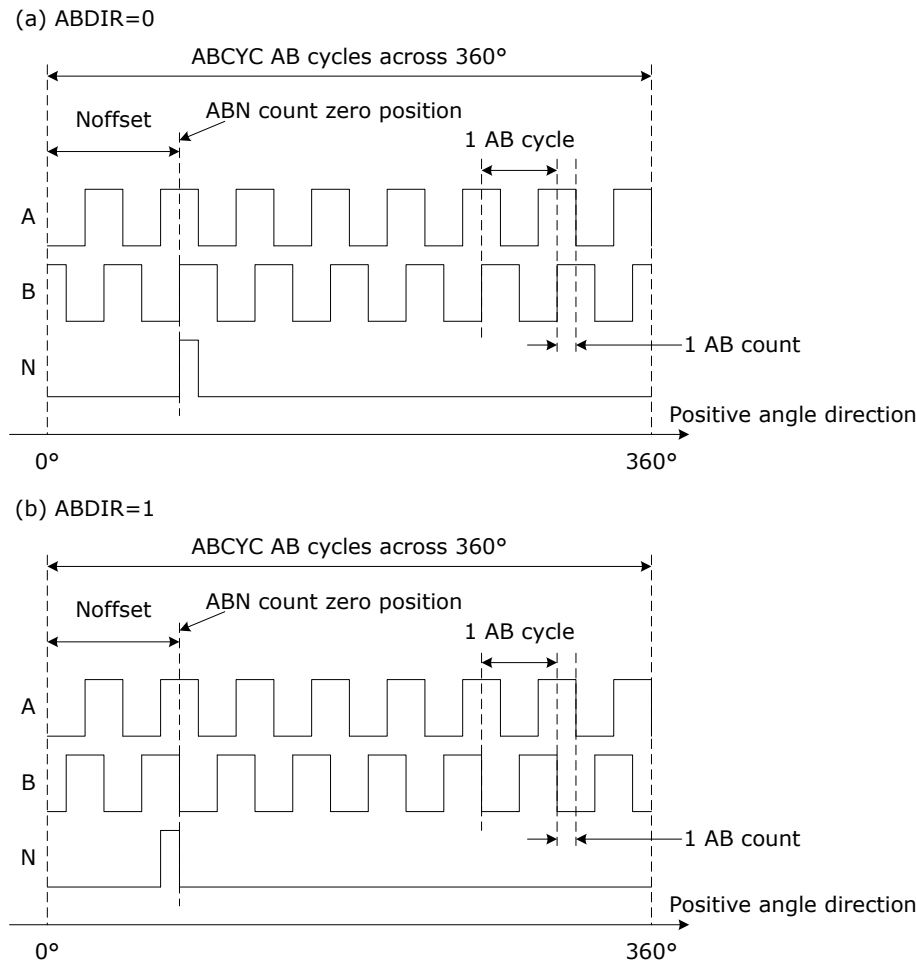 (a) ABDIR=0
ABCYC AB cycles across 360°
Noffset
ABN count zero position
1 AB cycle
A
B
N
1 AB count
Positive angle direction
0°
360°
(b) ABDIR=1
ABCYC AB cycles across 360°
Noffset
ABN count zero position
1 AB cycle
A
B
N
1 AB count
Positive angle direction
0°
360°